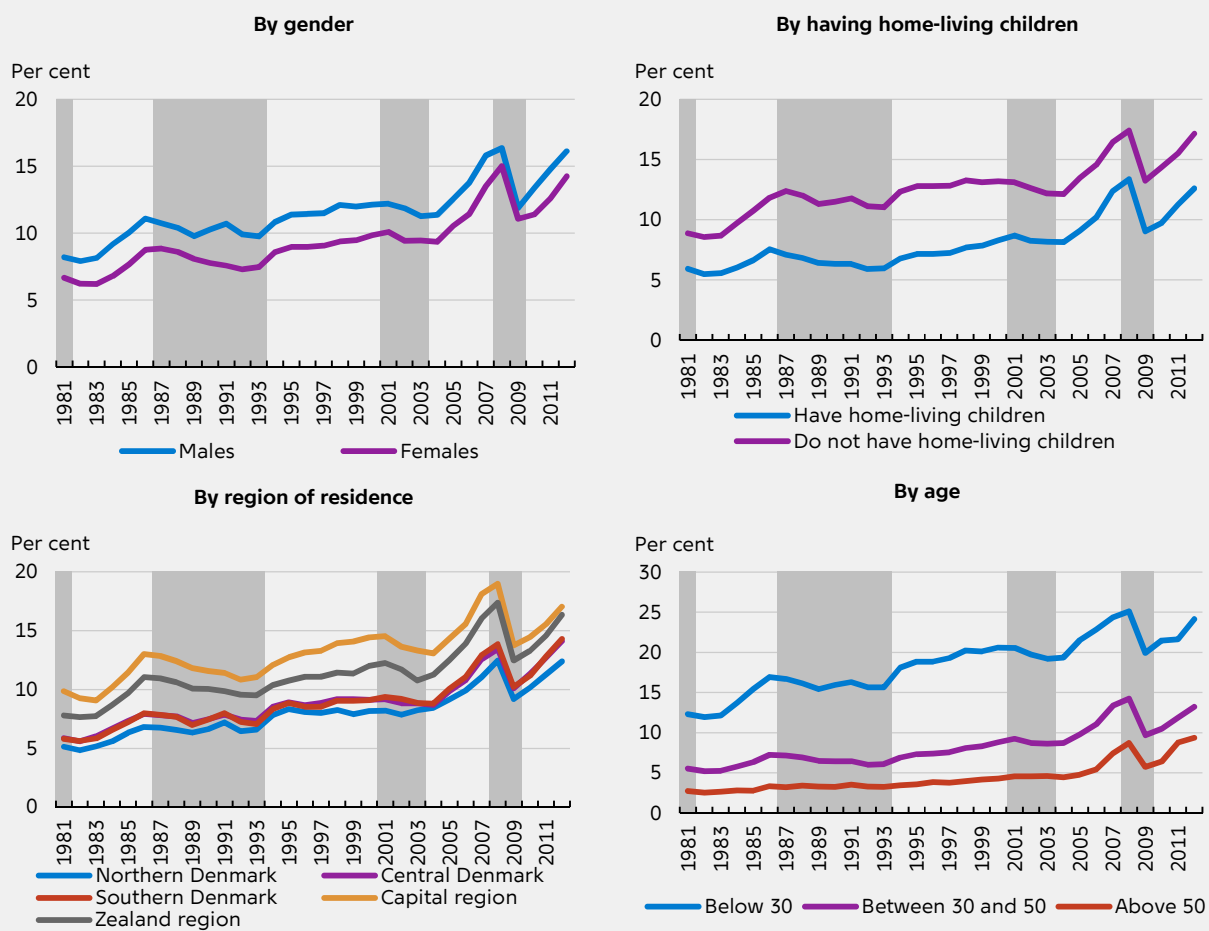 By gender
Per cent
20
15
10
5
0
1981 1983 1985 1987 1989 1991 1993 1995 1997 1999 2001 2003 2005 2007 2009 2011
Males Females
By having home-living children
Per cent
20
15
10
5
0
1981 1983 1985 1987 1989 1991 1993 1995 1997 1999 2001 2003 2005 2007 2009 2011
Have home-living children
Do not have home-living children
By region of residence
Per cent
20
15
10
5
0
1981 1983 1985 1987 1989 1991 1993 1995 1997 1999 2001 2003 2005 2007 2009 2011
Northern Denmark Central Denmark
Southern Denmark Capital region
Zealand region
By age
Per cent
30
25
20
15
10
5
0
1981 1983 1985 1987 1989 1991 1993 1995 1997 1999 2001 2003 2005 2007 2009 2011
Below 30 Between 30 and 50 Above 50